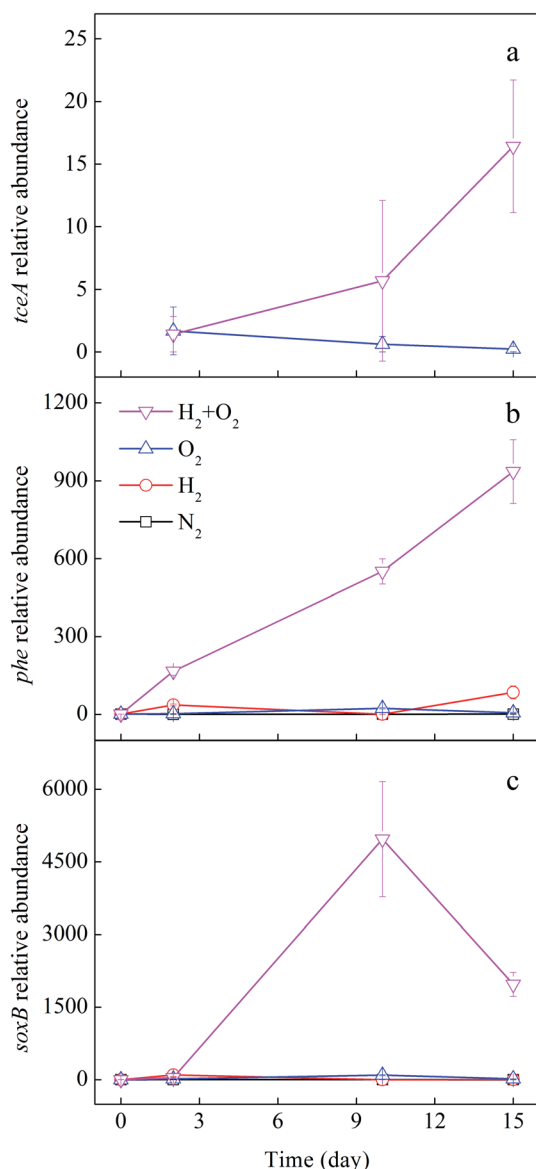 25
a
20
15
10
5
0
tceA relative abundance
1200
b
H₂+O₂
O₂
H₂
N₂
900
600
300
0
phe relative abundance
6000
c
4500
3000
1500
0
soxB relative abundance
0 3 6 9 12 15
Time (day)